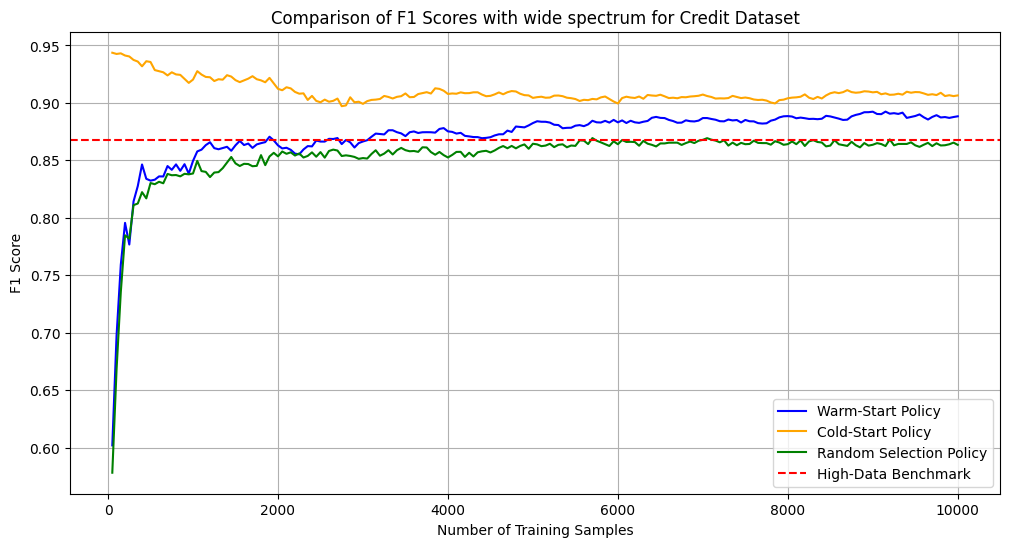 Comparison of F1 Scores with wide spectrum for Credit Dataset
F1 Score
0.95
0.90
0.85
0.80
0.75
0.70
0.65
0.60
Warm-Start Policy
Cold-Start Policy
Random Selection Policy
High-Data Benchmark
0 2000 4000 6000 8000 10000
Number of Training Samples